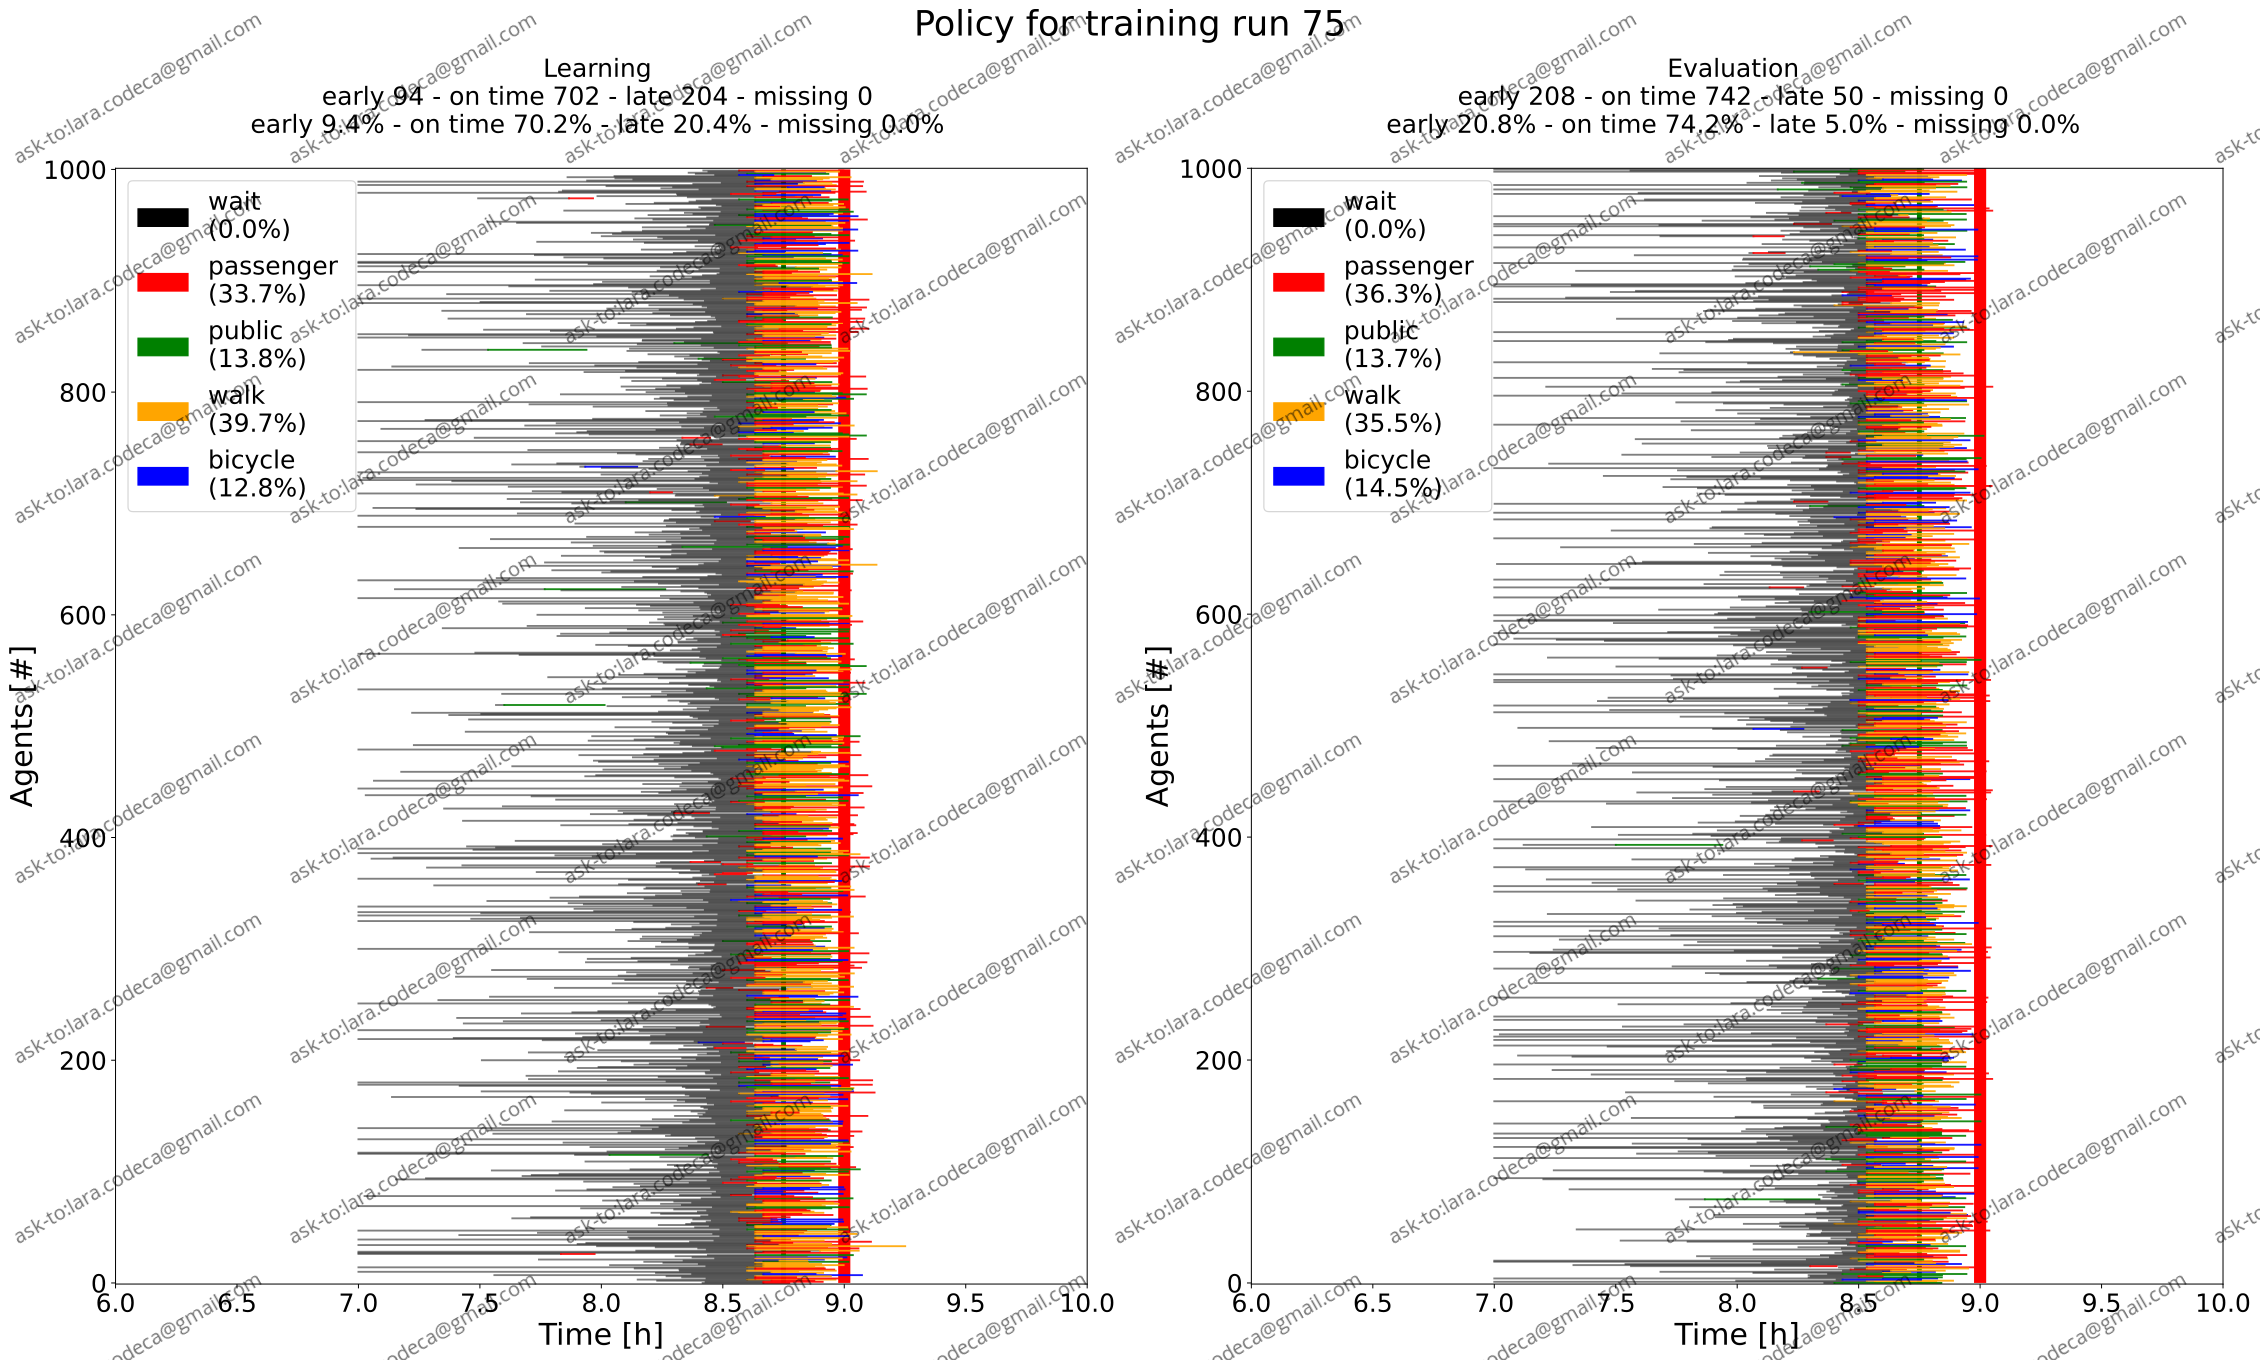 Policy for training run 75
Learning
early 94 - on time 702 - late 204 - missing 0
early 9.4% - on time 70.2% - late 20.4% - missing 0.0%
1000
800
600
400
200
0
Agents [#]
wait
(0.0%)
passenger
(33.7%)
public
(13.8%)
walk
(39.7%)
bicycle
(12.8%)
6.0 6.5 7.0 7.5 8.0 8.5 9.0 9.5 10.0
Time [h]
Evaluation
early 208 - on time 742 - late 50 - missing 0
early 20.8% - on time 74.2% - late 5.0% - missing 0.0%
1000
800
600
400
200
0
Agents [#]
wait
(0.0%)
passenger
(36.3%)
public
(13.7%)
walk
(35.5%)
bicycle
(14.5%)
6.0 6.5 7.0 7.5 8.0 8.5 9.0 9.5 10.0
Time [h]
ask-to:lara.codeca@gmail.com